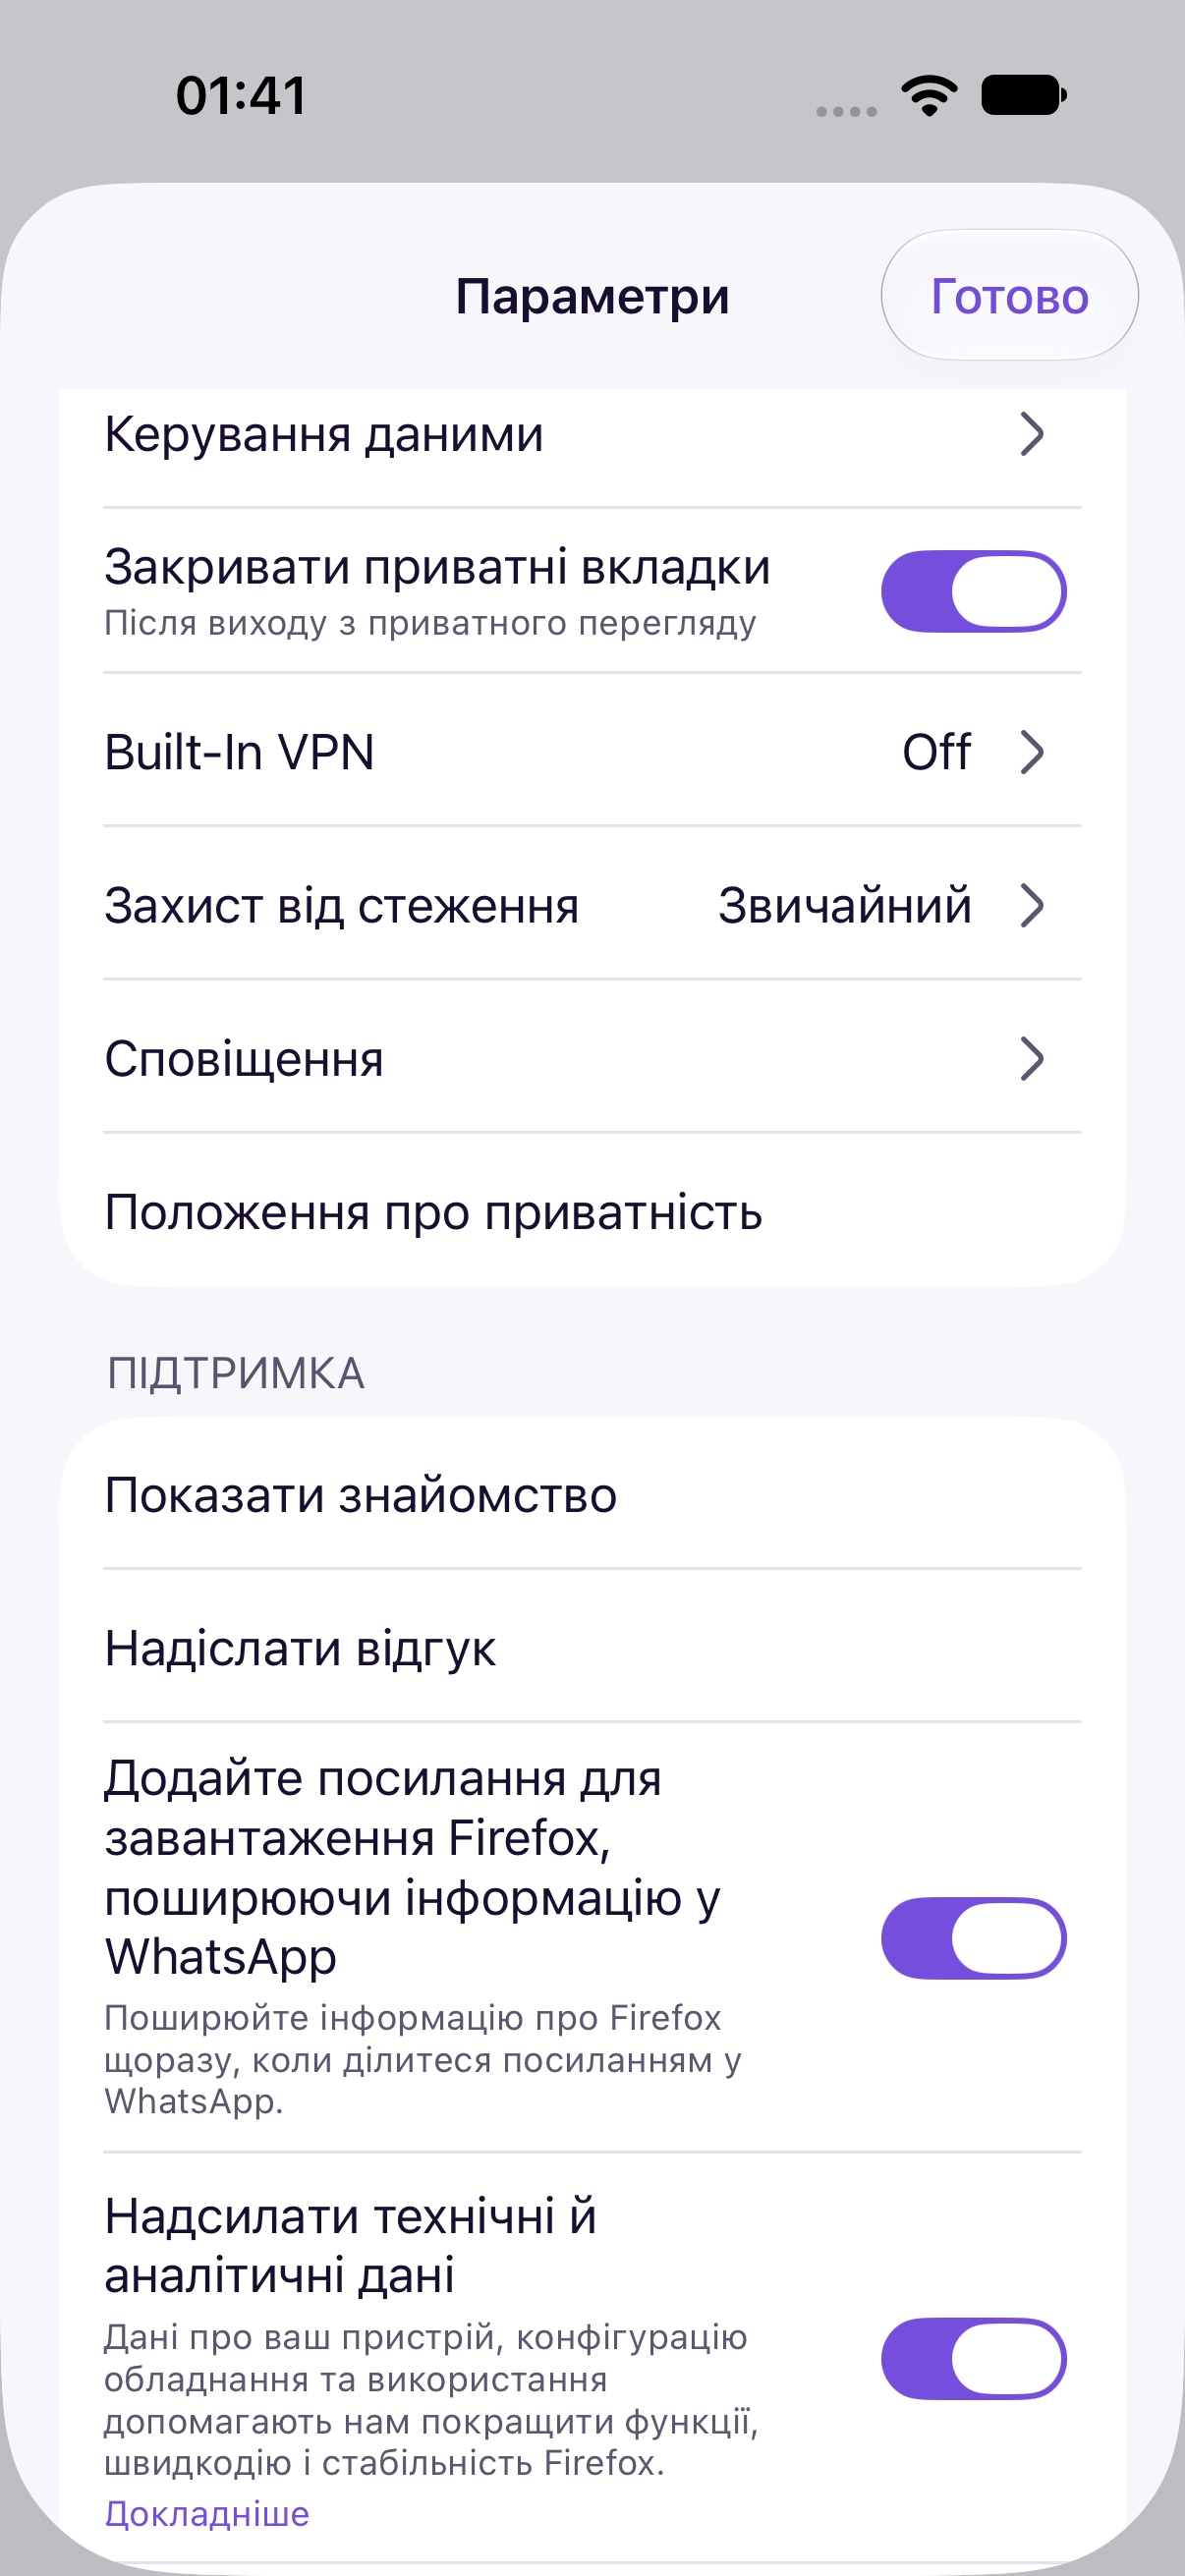 01:41
Параметри
Готово
Керування даними
Закривати приватні вкладки
Після виходу з приватного перегляду
Built-In VPN
Off
Захист від стеження
Звичайний
Сповіщення
Положення про приватність
ПІДТРИМКА
Показати знайомство
Надіслати відгук
Додайте посилання для
завантаження Firefox,
поширюючи інформацію у
WhatsApp
Поширюйте інформацію про Firefox
щоразу, коли ділитеся посиланням у
WhatsApp.
Надсилати технічні й
аналітичні дані
Дані про ваш пристрій, конфігурацію
обладнання та використання
допомагають нам покращити функції,
швидкодію і стабільність Firefox.
Докладніше